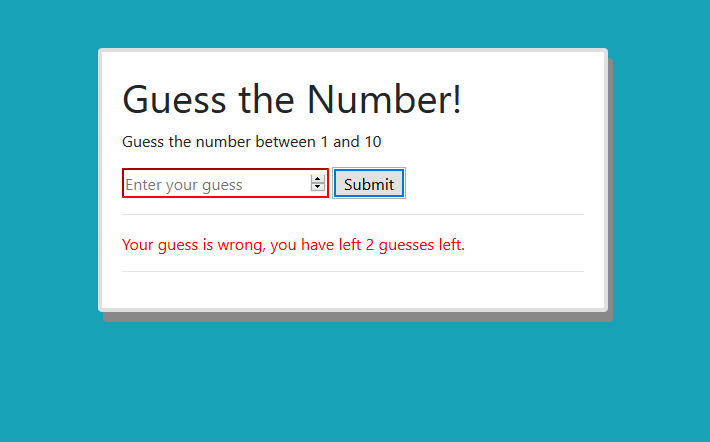 Guess the Number!
Guess the number between 1 and 10
Enter your guess Submit
Your guess is wrong, you have left 2 guesses left.